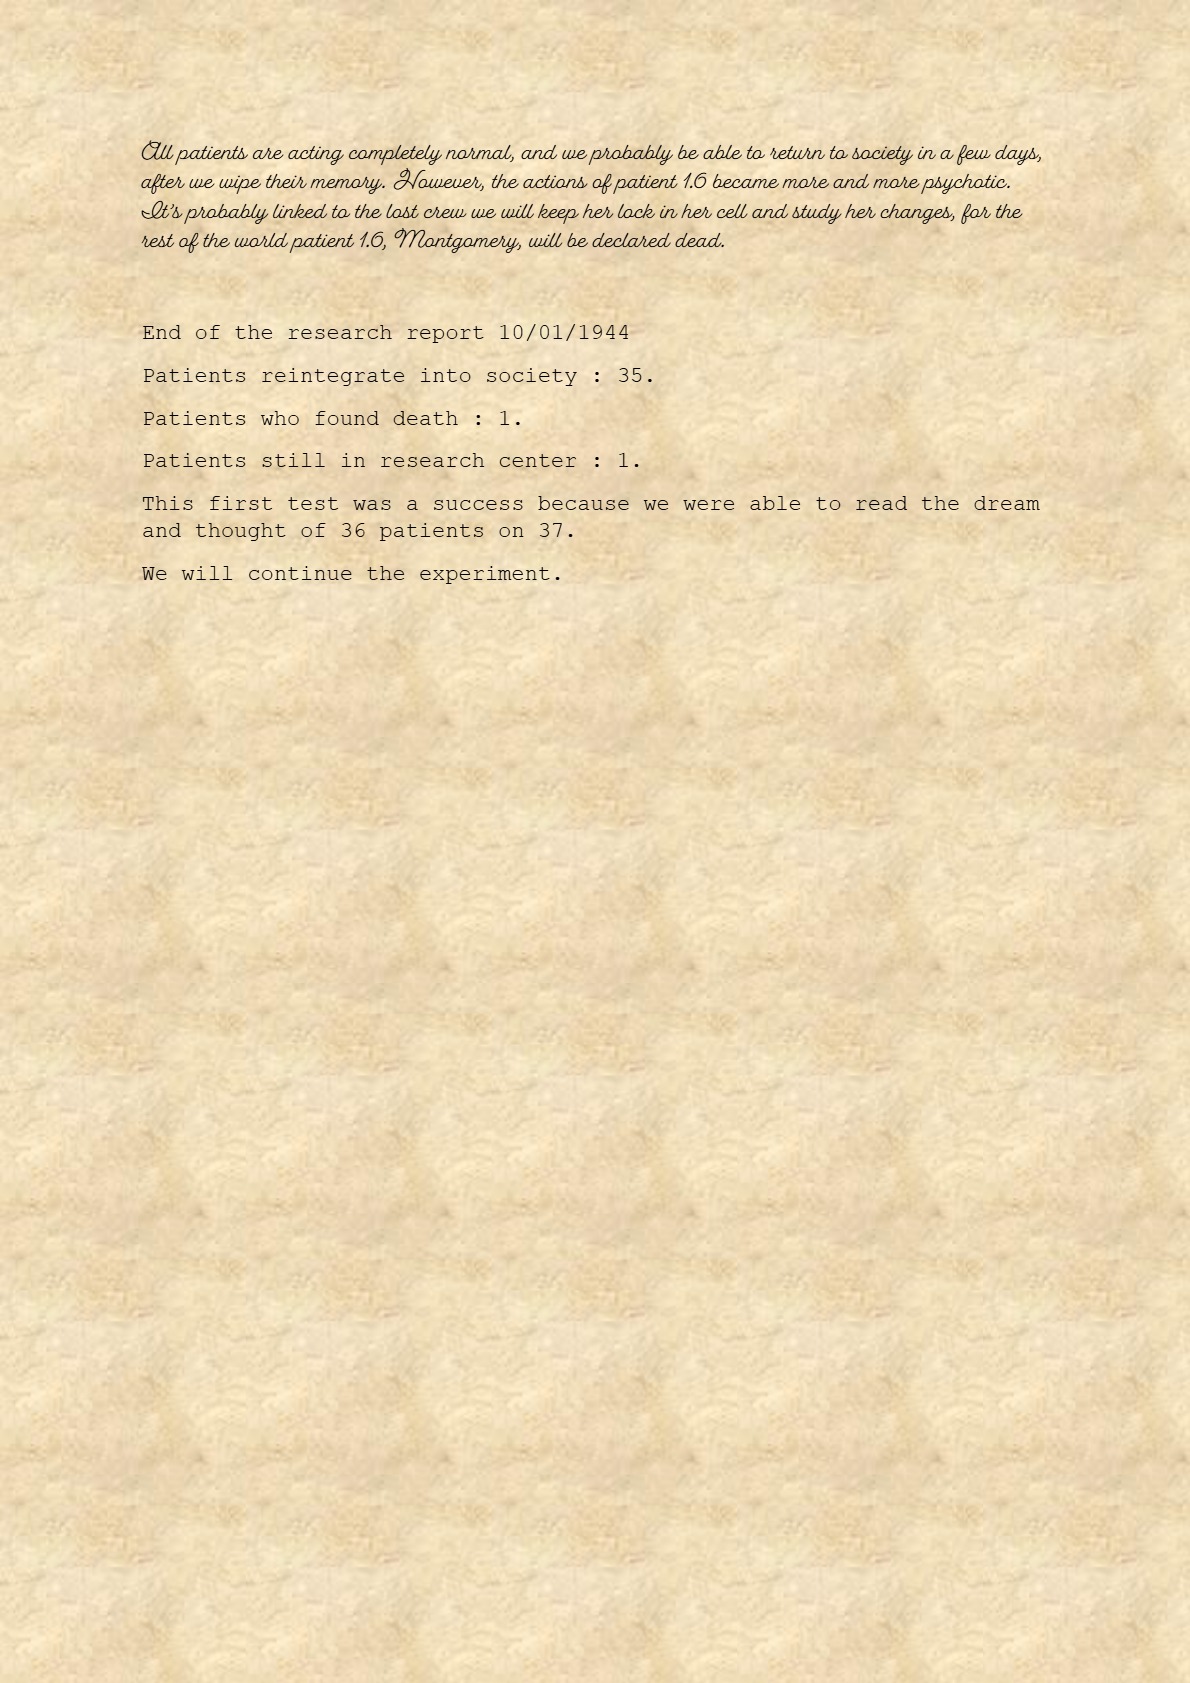 All patients are acting completely normal, and we probably be able to return to society in a few days,
after we wipe their memory. However, the actions of patient 1.6 became more and more psychotic.
It's probably linked to the lost crew we will keep her lock in her cell and study her changes, for the
rest of the world patient 1.6, Montgomery, will be declared dead.
End of the research report 10/01/1944
Patients reintegrate into society : 35.
Patients who found death : 1.
Patients still in research center : 1.
This first test was a success because we were able to read the dream
and thought of 36 patients on 37.
We will continue the experiment.